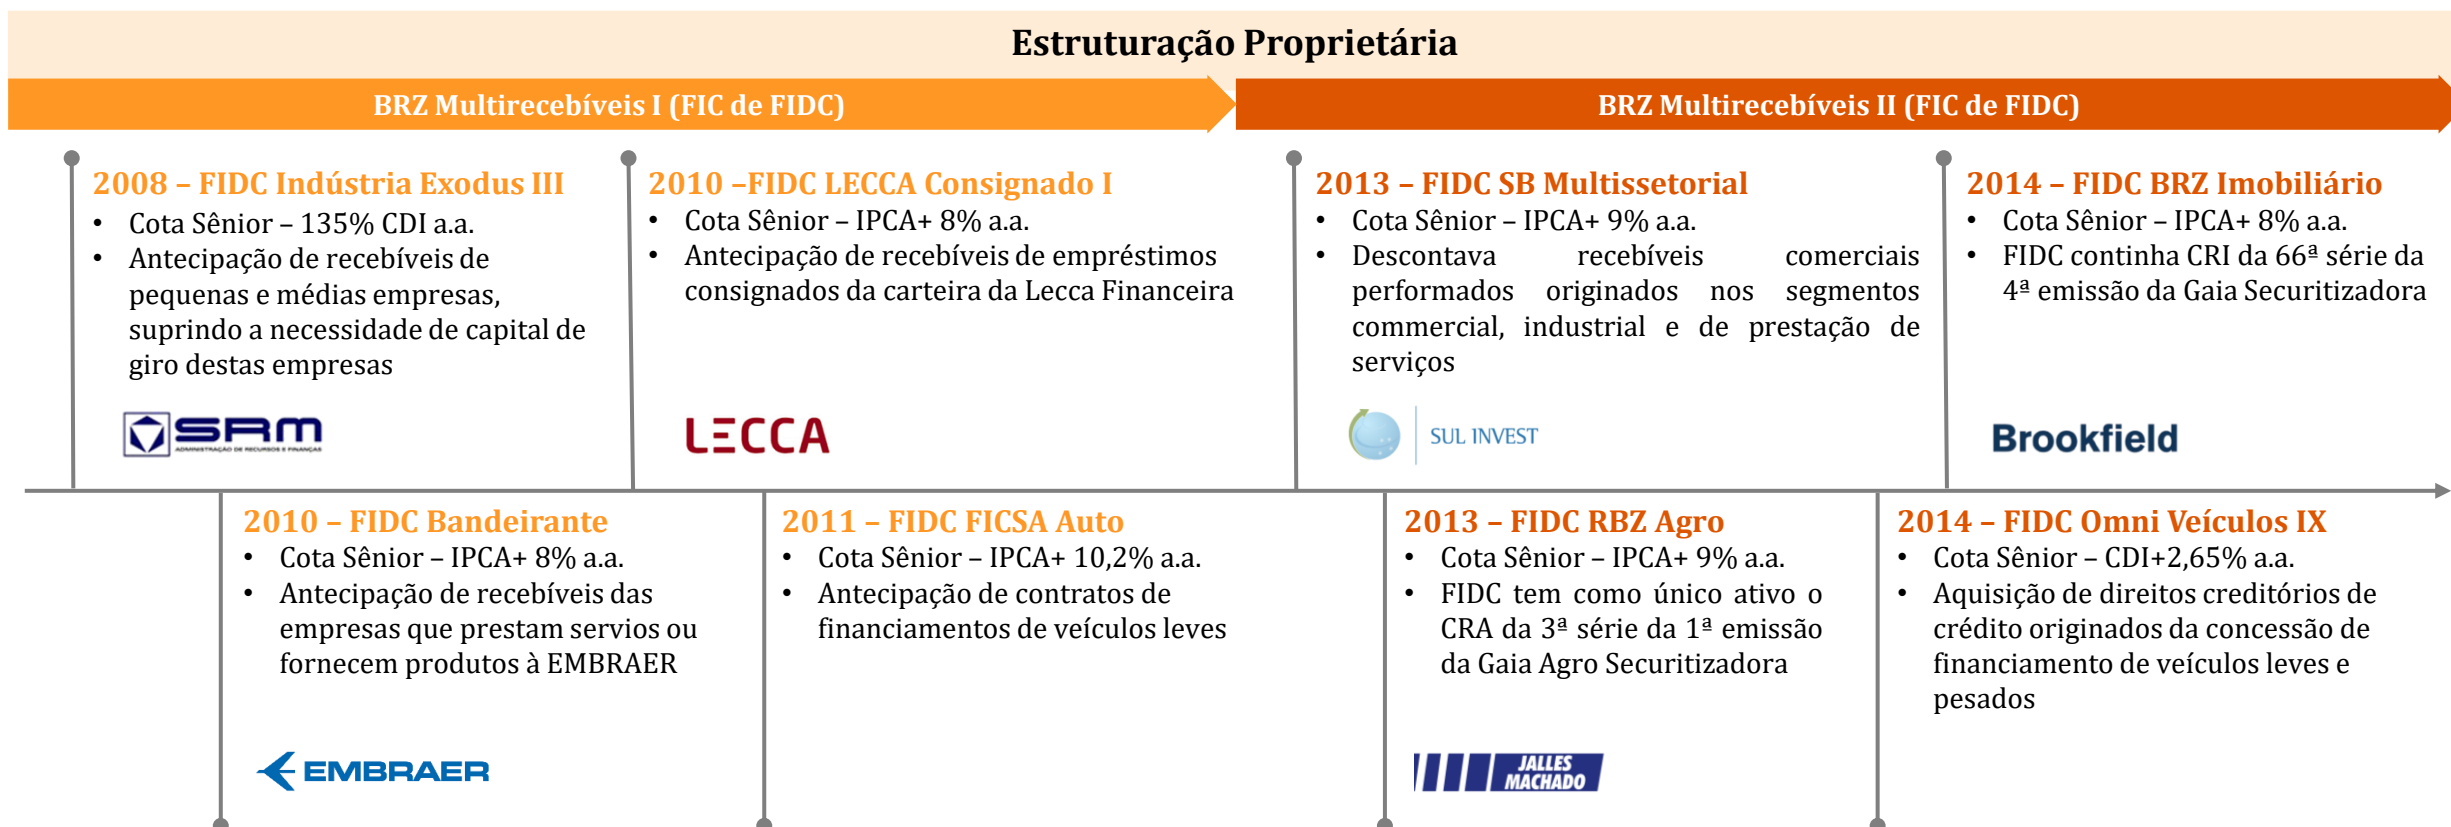 Estruturação Proprietária
BRZ Multirecebíveis I (FIC de FIDC)
BRZ Multirecebíveis II (FIC de FIDC)
2008 – FIDC Indústria Exodus III
• Cota Sênior – 135% CDI a.a.
• Antecipação de recebíveis de
pequenas e médias empresas,
suprindo a necessidade de capital de
giro destas empresas
SRM
ADMINISTRAÇÃO DE RECURSOS E FINANÇAS
2010 –FIDC LECCA Consignado I
• Cota Sênior – IPCA+ 8% a.a.
• Antecipação de recebíveis de empréstimos
consignados da carteira da Lecca Financeira
LECCA
2013 – FIDC SB Multissetorial
• Cota Sênior – IPCA+ 9% a.a.
• Descontava recebíveis comerciais
performados originados nos segmentos
commercial, industrial e de prestação de
serviços
SUL INVEST
2014 – FIDC BRZ Imobiliário
• Cota Sênior – IPCA+ 8% a.a.
• FIDC continha CRI da 66ª série da
4ª emissão da Gaia Securitizadora
Brookfield
2010 – FIDC Bandeirante
• Cota Sênior – IPCA+ 8% a.a.
• Antecipação de recebíveis das
empresas que prestam servios ou
fornecem produtos à EMBRAER
EMBRAER
2011 – FIDC FICSA Auto
• Cota Sênior – IPCA+ 10,2% a.a.
• Antecipação de contratos de
financiamentos de veículos leves
2013 – FIDC RBZ Agro
• Cota Sênior – IPCA+ 9% a.a.
• FIDC tem como único ativo o
CRA da 3ª série da 1ª emissão
da Gaia Agro Securitizadora
JALLES
MACHADO
2014 – FIDC Omni Veículos IX
• Cota Sênior – CDI+2,65% a.a.
• Aquisição de direitos creditórios de
crédito originados da concessão de
financiamento de veículos leves e
pesados